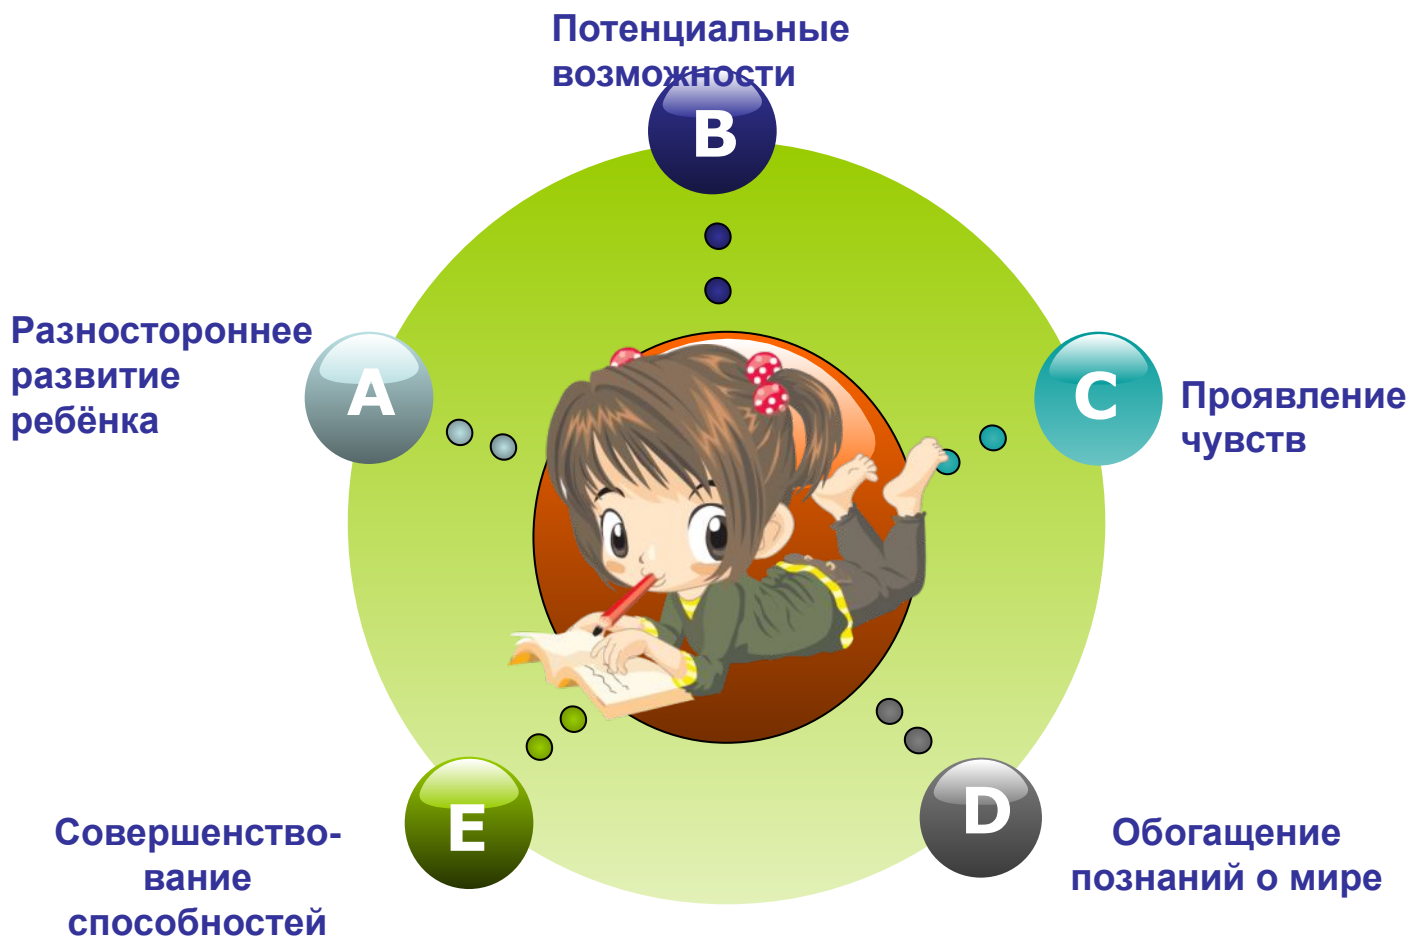 Потенциальные
возможности
B
Разностороннее
развитие
ребёнка
A
C
Проявление
чувств
E
Совершенство-
вание
способностей
D
Обогащение
познаний о мире